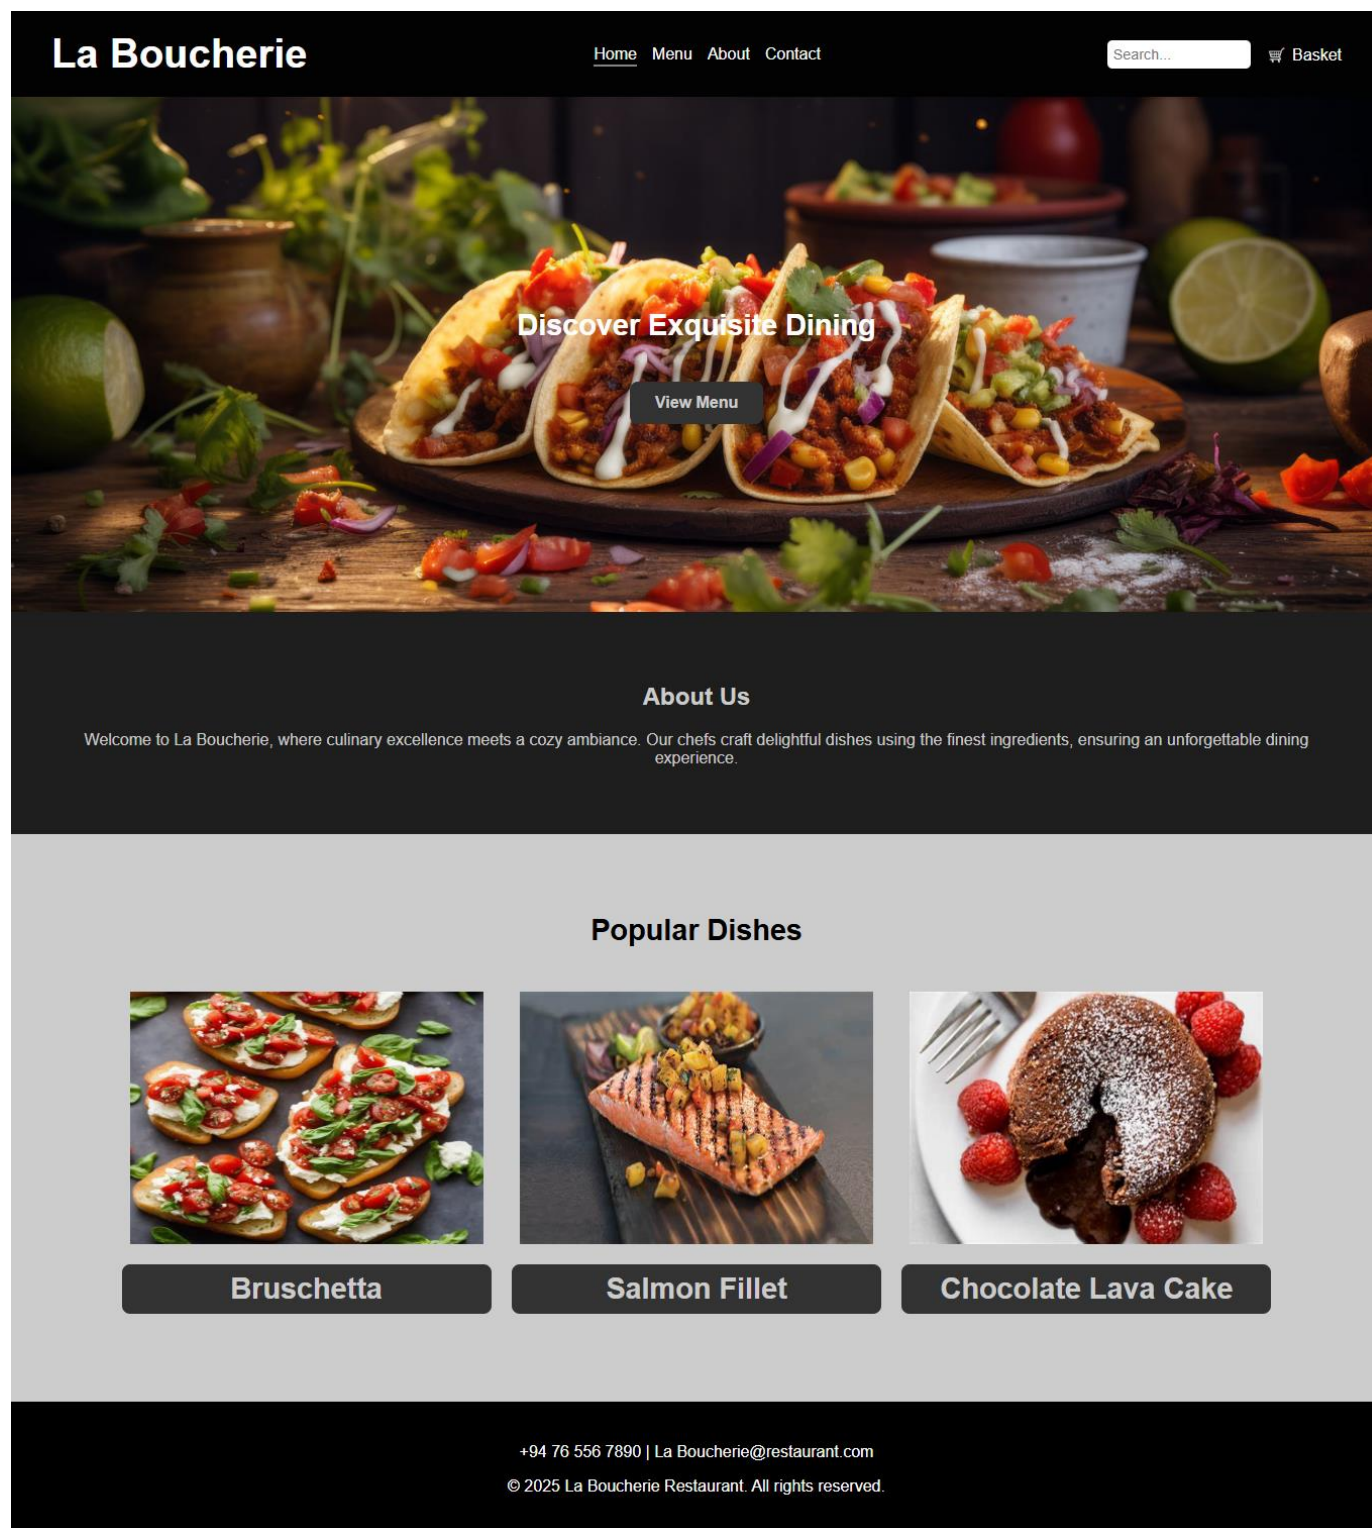 La Boucherie
Home Menu About Contact
Search...
Basket
Discover Exquisite Dining
View Menu
About Us
Welcome to La Boucherie, where culinary excellence meets a cozy ambiance. Our chefs craft delightful dishes using the finest ingredients, ensuring an unforgettable dining
experience.
Popular Dishes
Bruschetta
Salmon Fillet
Chocolate Lava Cake
+94 76 556 7890 | La Boucherie@restaurant.com
© 2025 La Boucherie Restaurant. All rights reserved.